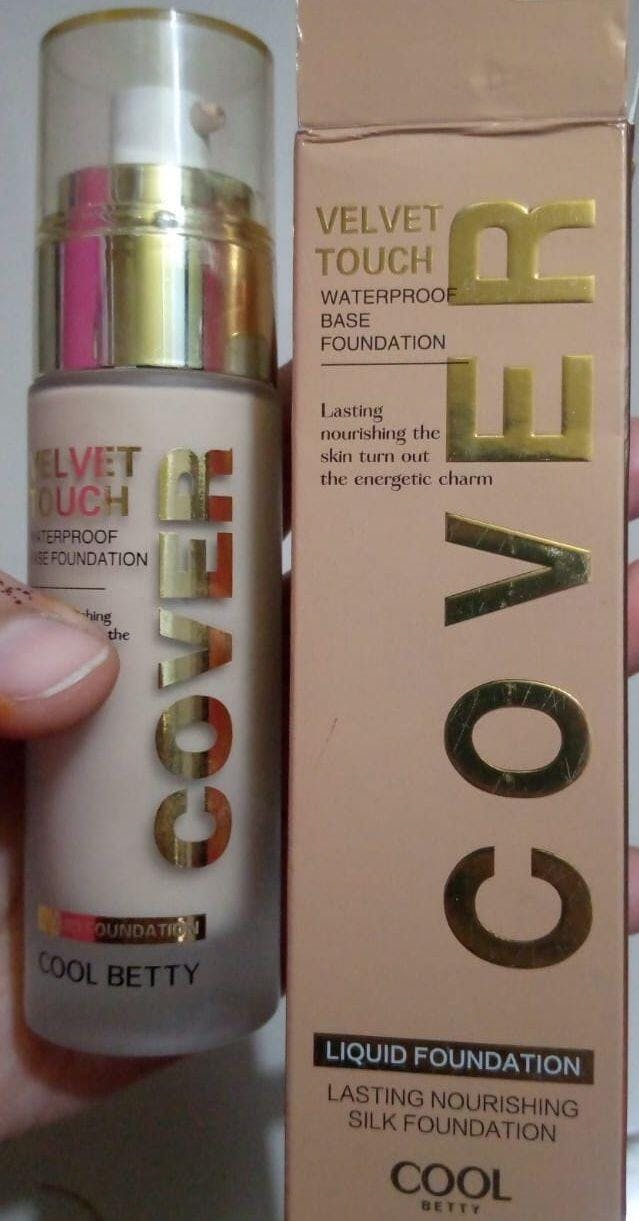 VELVET
TOUCH
WATERPROOF
BASE FOUNDATION
the
COVER
FOUNDATION
COOL BETTY
VELVET
TOUCH
WATERPROOF
BASE
FOUNDATION
Lasting
nourishing the
skin turn out
the energetic charm
COVER
LIQUID FOUNDATION
LASTING NOURISHING
SILK FOUNDATION
COOL
BETTY